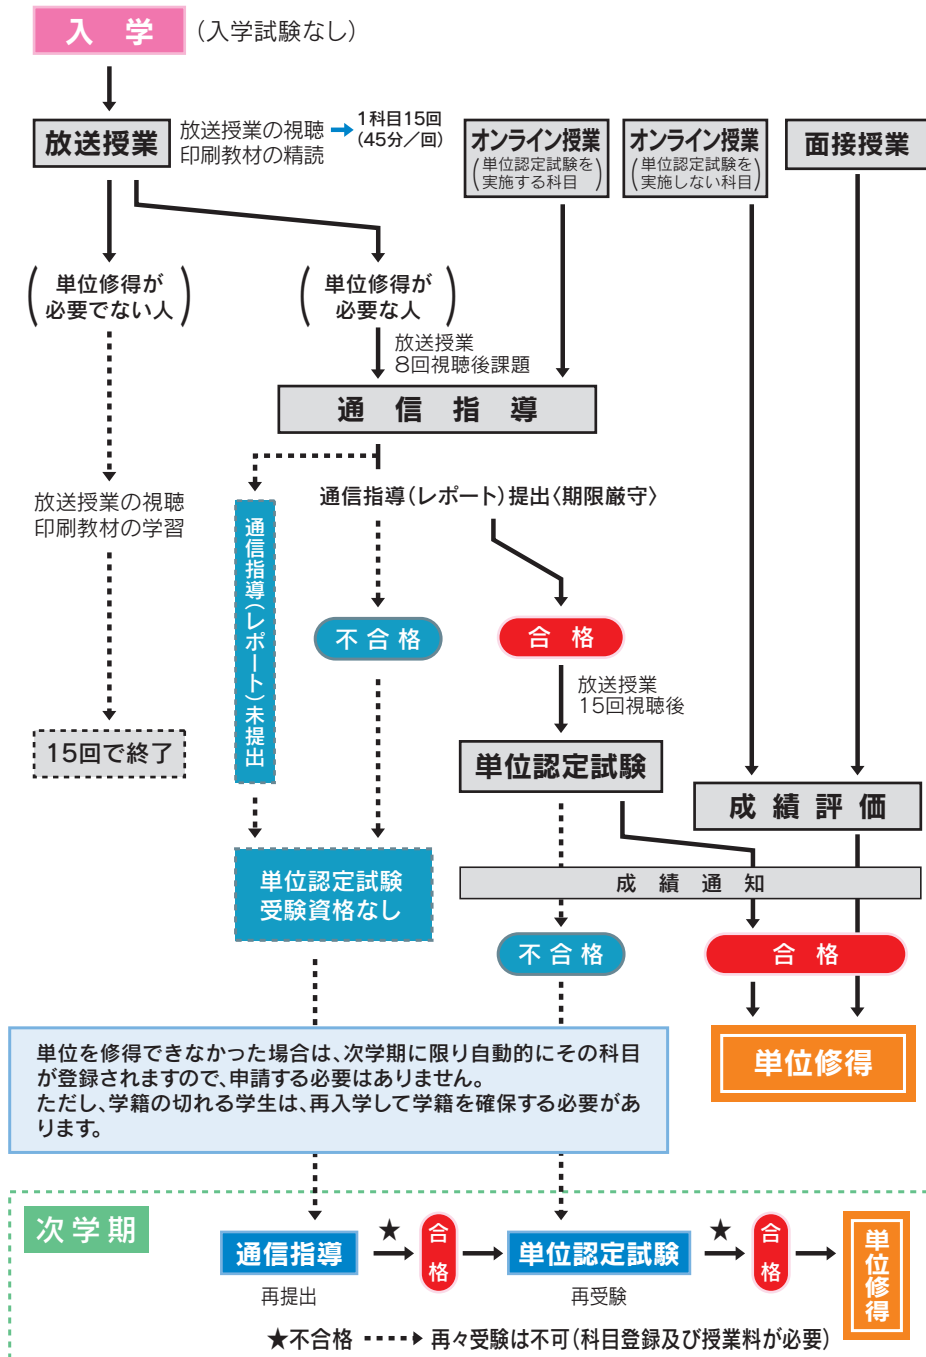 入学
(入学試験なし)
放送授業
放送授業の視聴
印刷教材の精読
1科目15回
(45分／回)
オンライン授業
(単位認定試験を
実施する科目)
オンライン授業
(単位認定試験を
実施しない科目)
面接授業
(単位修得が
必要でない人)
(単位修得が
必要な人)
放送授業
8回視聴後課題
通信指導
通信指導(レポート)提出〈期限厳守〉
放送授業の視聴
印刷教材の学習
通信指導(レポート)未提出
不合格
合格
放送授業
15回視聴後
15回で終了
単位認定試験
成績評価
単位認定試験
受験資格なし
成績通知
不合格
合格
単位修得
単位を修得できなかった場合は、次学期に限り自動的にその科目
が登録されますので、申請する必要はありません。
ただし、学籍の切れる学生は、再入学して学籍を確保する必要があ
ります。
次学期
通信指導
再提出
★
合格
単位認定試験
再受験
★
合格
単位修得
★不合格 再々受験は不可(科目登録及び授業料が必要)